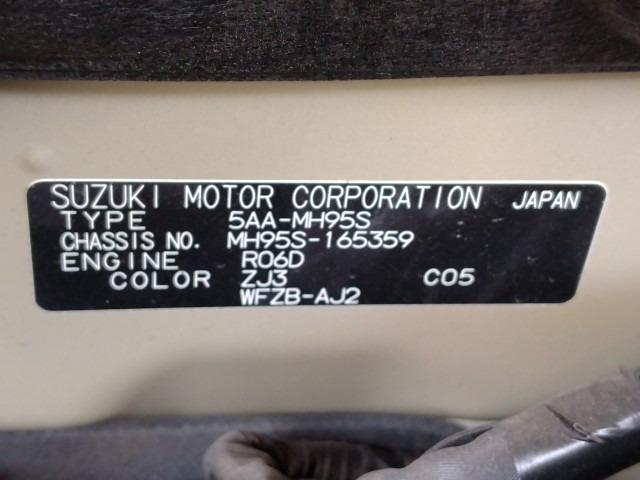 SUZUKI MOTOR CORPORATION JAPAN
TYPE 5AA-MH95S
CHASSIS NO. MH95S-165359
ENGINE R06D
COLOR ZJ3 C05
WFZB-AJ2